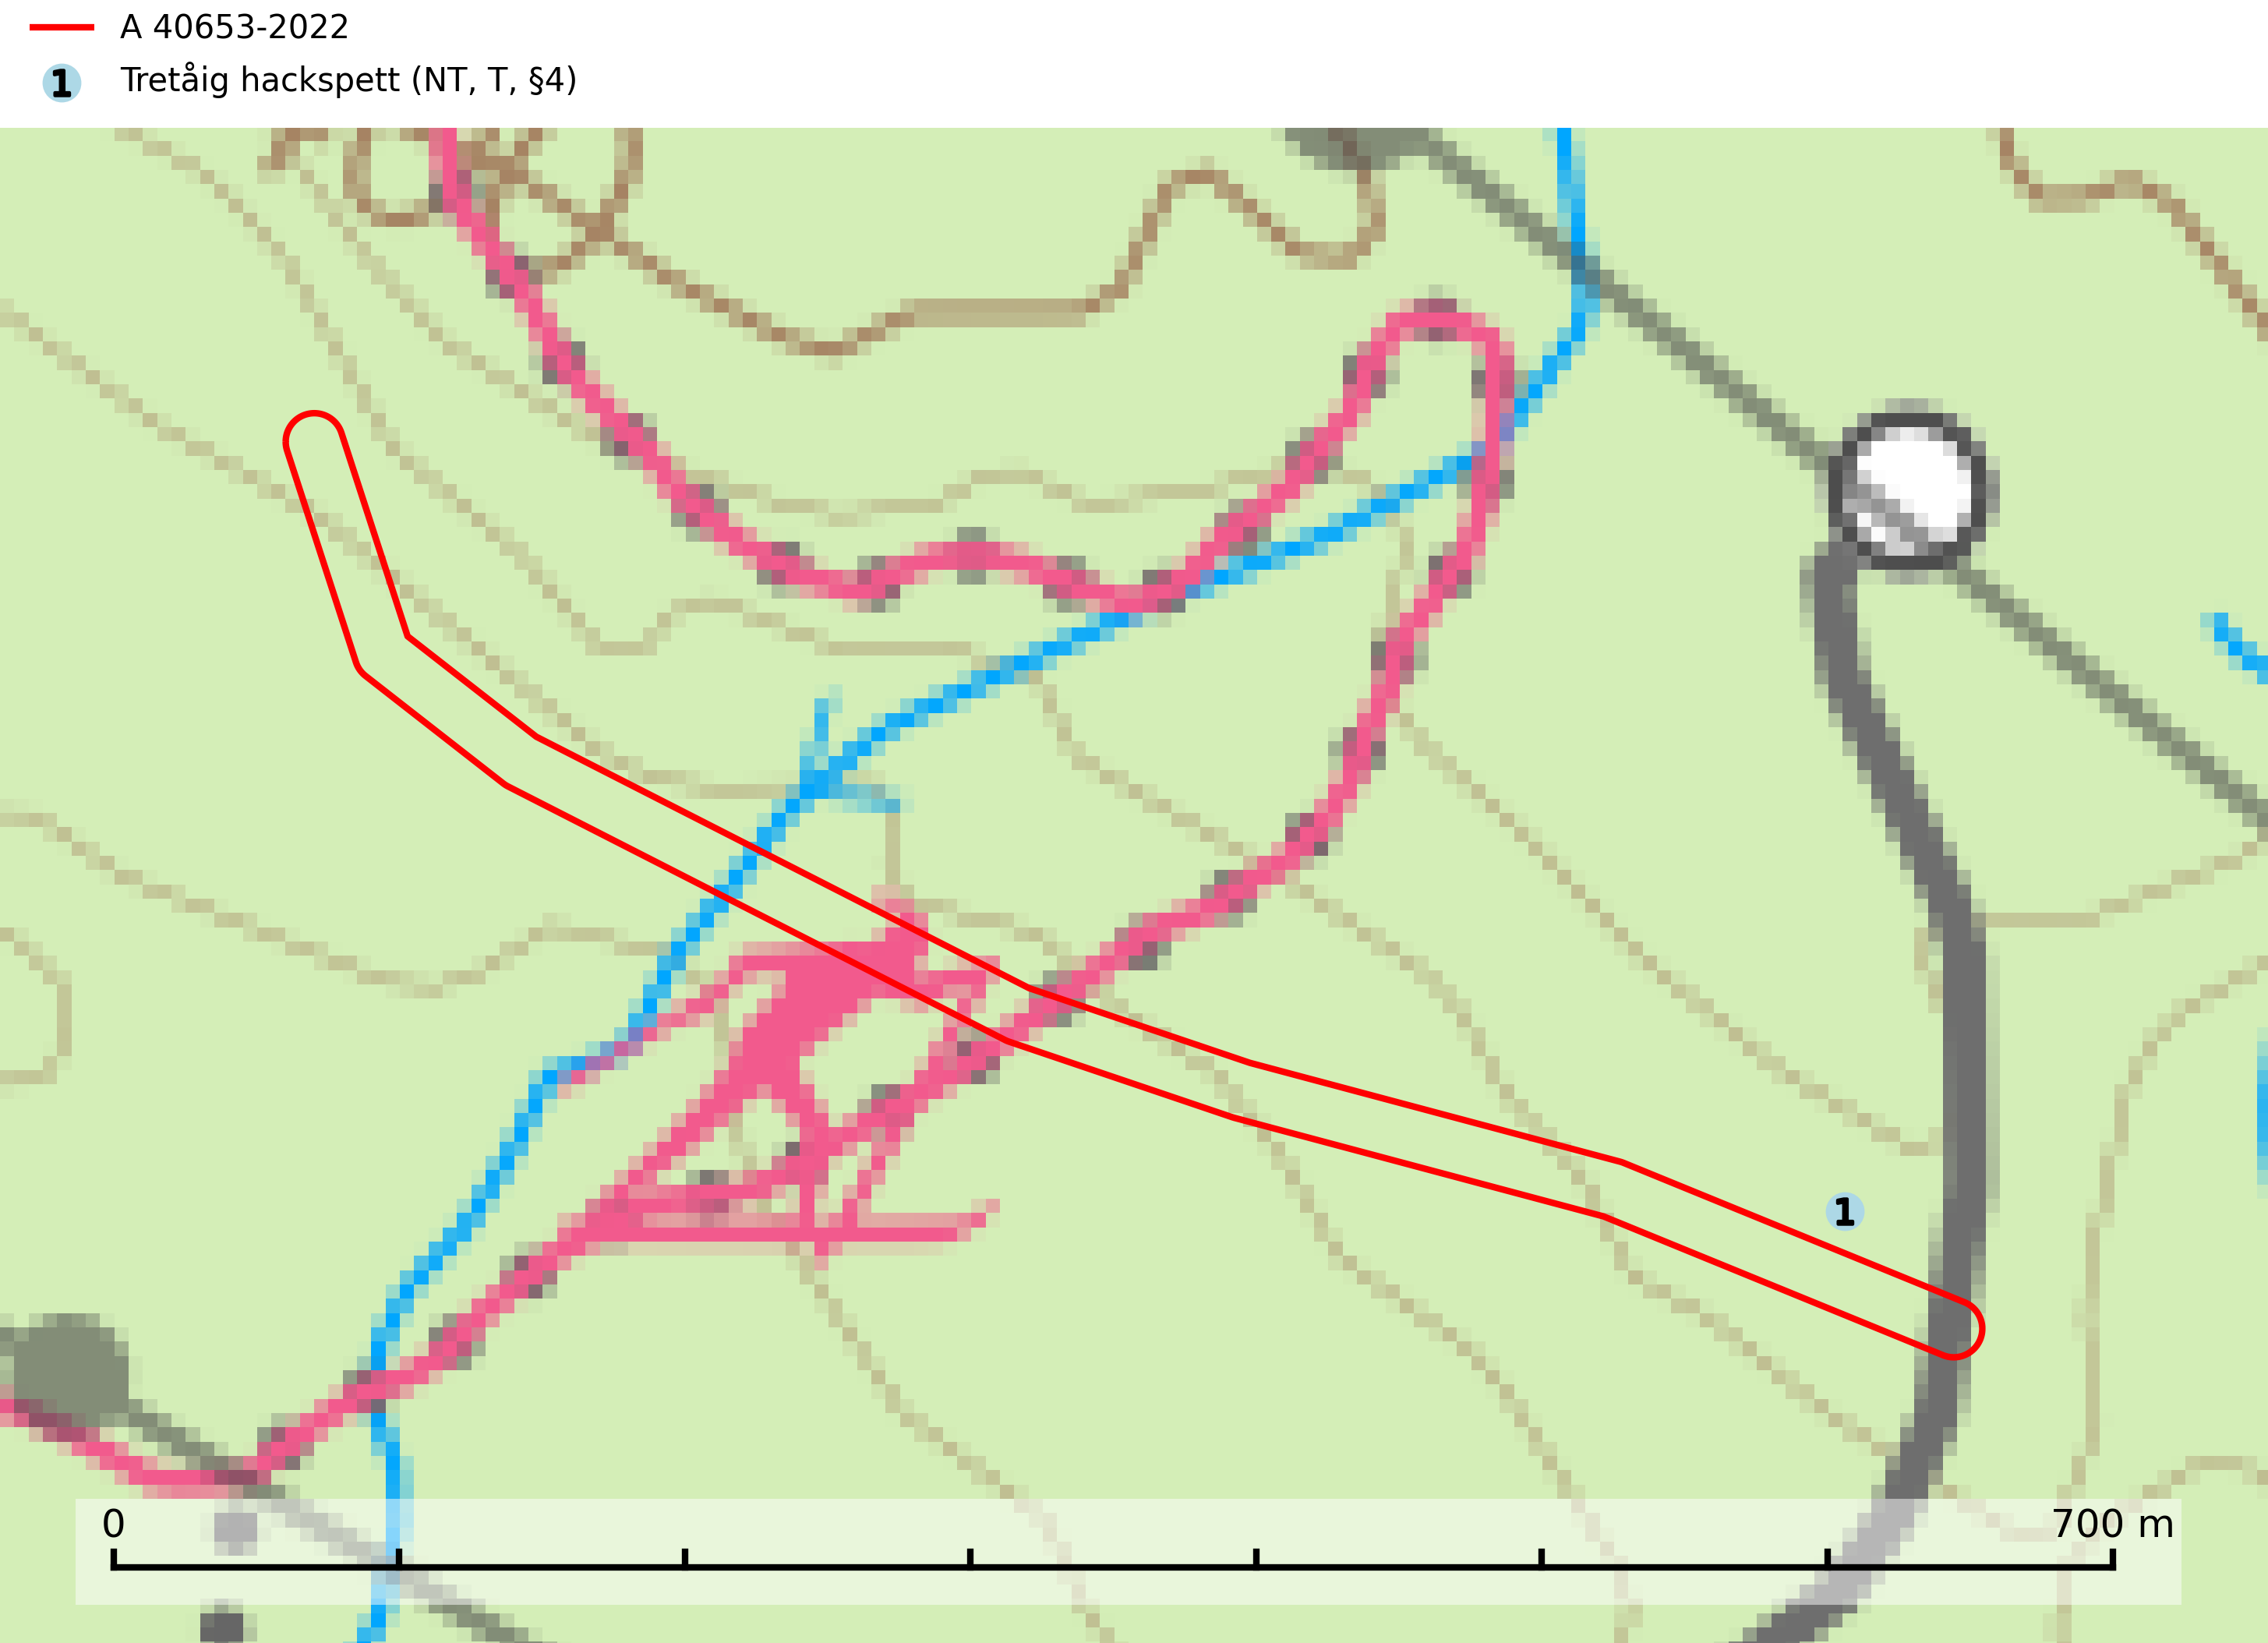 A 40653-2022
1 Tretåig hackspett (NT, T, §4)
1
0 700 m